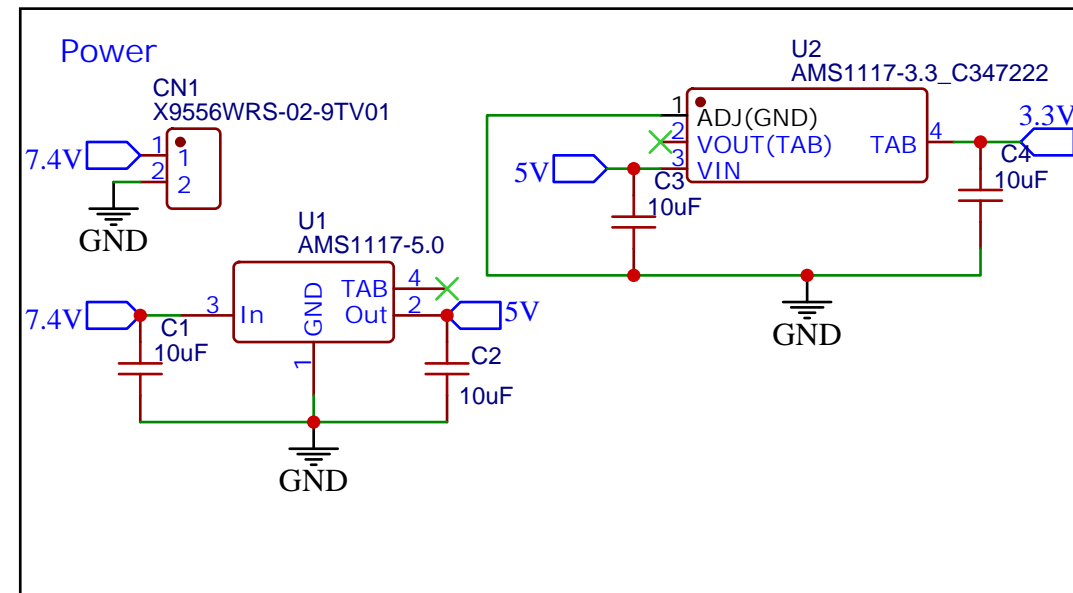 Power
CN1
X9556WRS-02-9TV01
7.4V
1
1
2
2
GND
U1
AMS1117-5.0
7.4V
3
In
GND
1
TAB
4
Out
2
5V
C1
10uF
C2
10uF
GND
U2
AMS1117-3.3_C347222
1
ADJ(GND)
2
VOUT(TAB)
3
VIN
TAB
4
3.3V
5V
C3
10uF
C4
10uF
GND